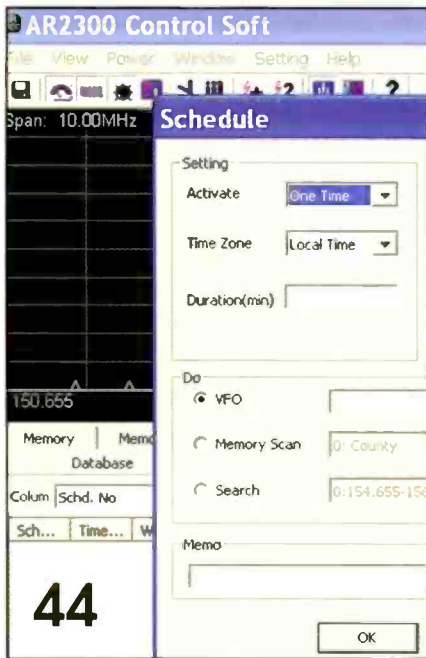 AR2300 Control Soft
File View Power Window Setting Help
Span: 10.00MHz
Schedule
Setting
Activate One Time
Time Zone Local Time
Duration(min)
150.655
Do
VFO
Memory Scan 0: County
Search 0:154.655-156
Memory Memo
Database
Colum Schd. No
Sch... Time... W
Memo
44
OK